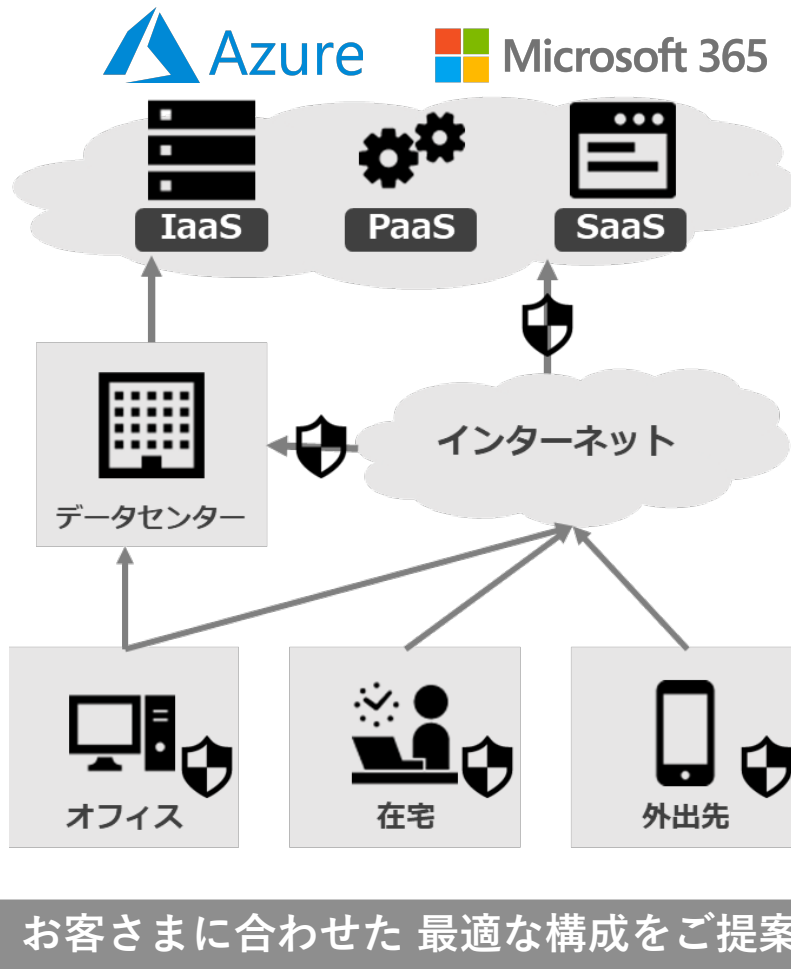 Azure
Microsoft 365
IaaS
PaaS
SaaS
インターネット
データセンター
オフィス
在宅
外出先
お客さまに合わせた 最適な構成をご提案